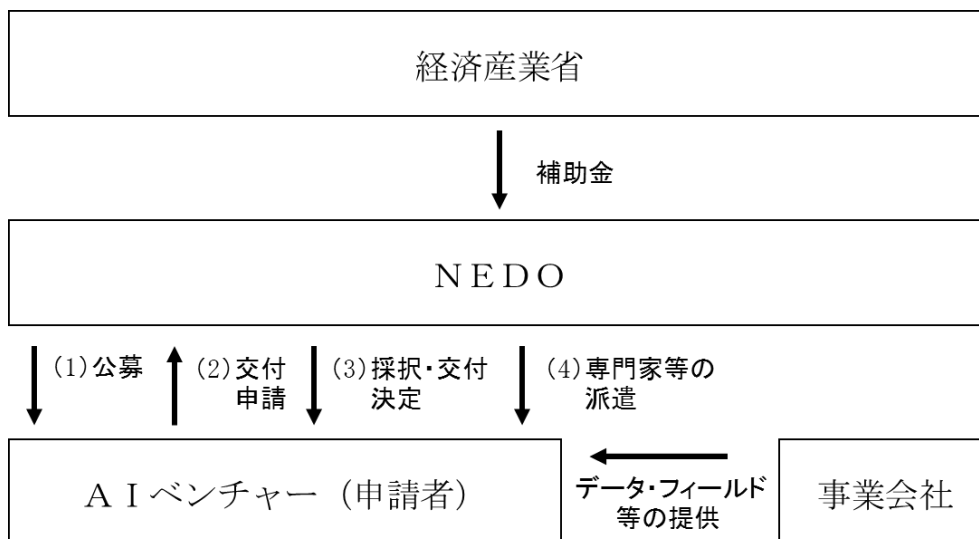 経済産業省
補助金
ＮＥＤＯ
(1)公募
(2)交付
申請
(3)採択・交付
決定
(4)専門家等の
派遣
ＡＩベンチャー（申請者）
データ・フィールド
等の提供
事業会社